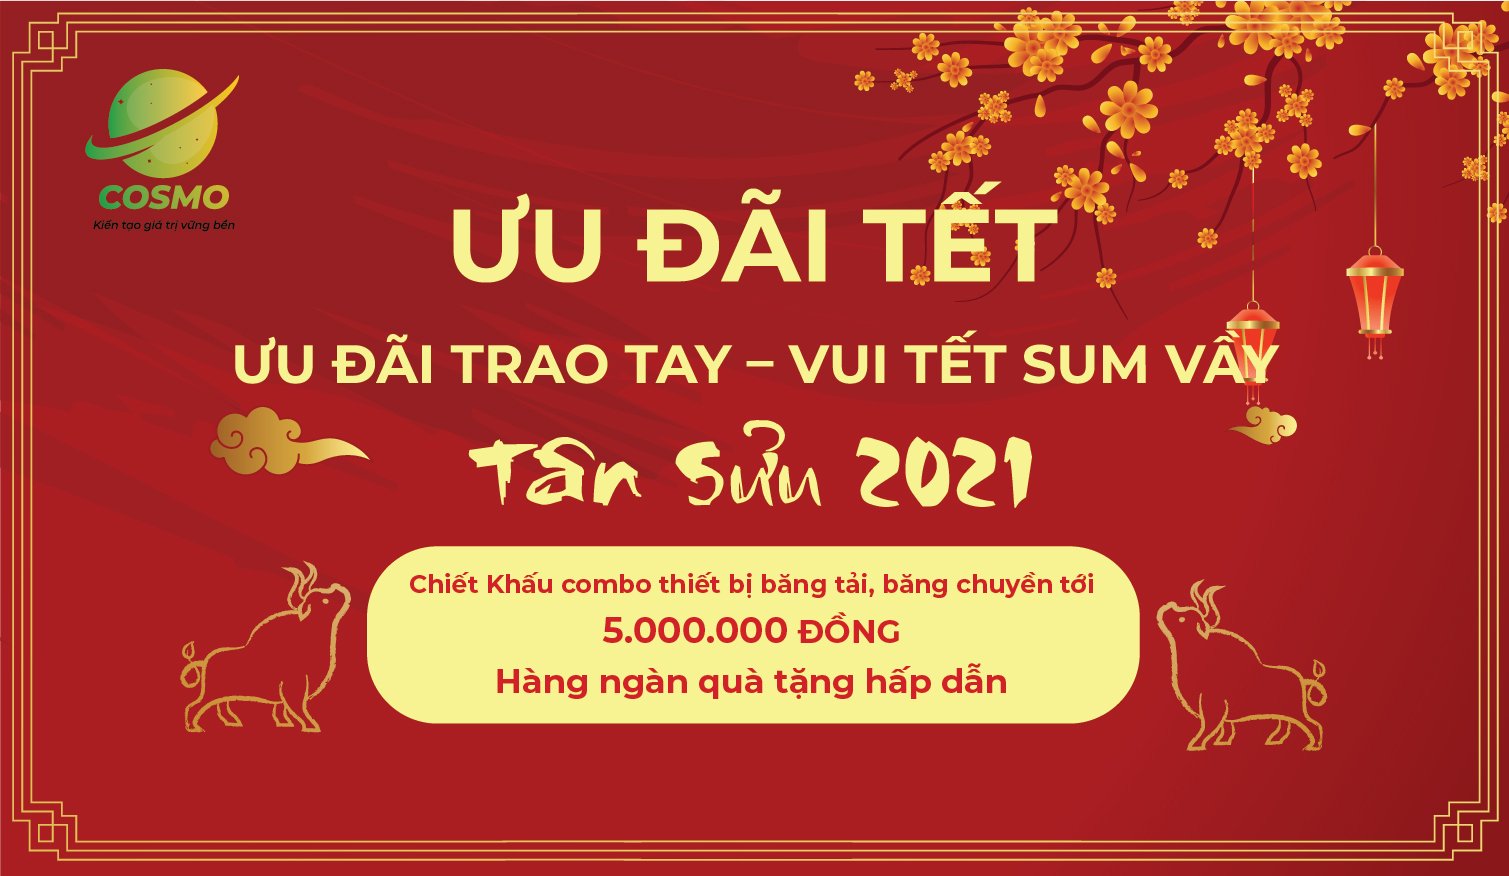 COSMO
Kiến tạo giá trị vững bền
ƯU ĐÃI TẾT
ƯU ĐÃI TRAO TAY – VUI TẾT SUM VẦY
Tân Sửu 2021
Chiết Khấu combo thiết bị băng tải, băng chuyền tới
5.000.000 ĐỒNG
Hàng ngàn quà tặng hấp dẫn